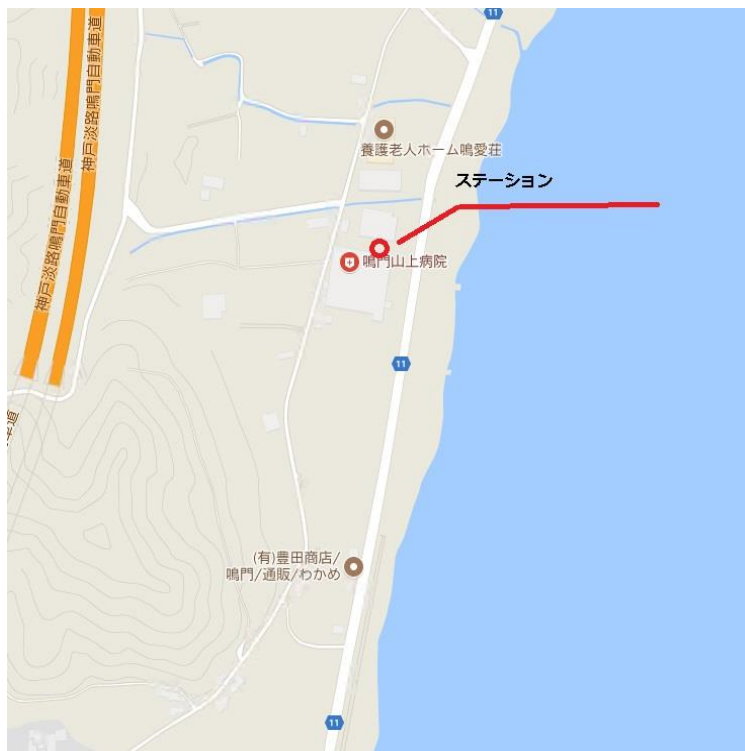 11
神戸淡路鳴門自動車道
神戸淡路鳴門自動車道
養護老人ホーム鳴愛荘
ステーション
鳴門山上病院
11
車道
(有)豊田商店/
鳴門/通販/わかめ
11